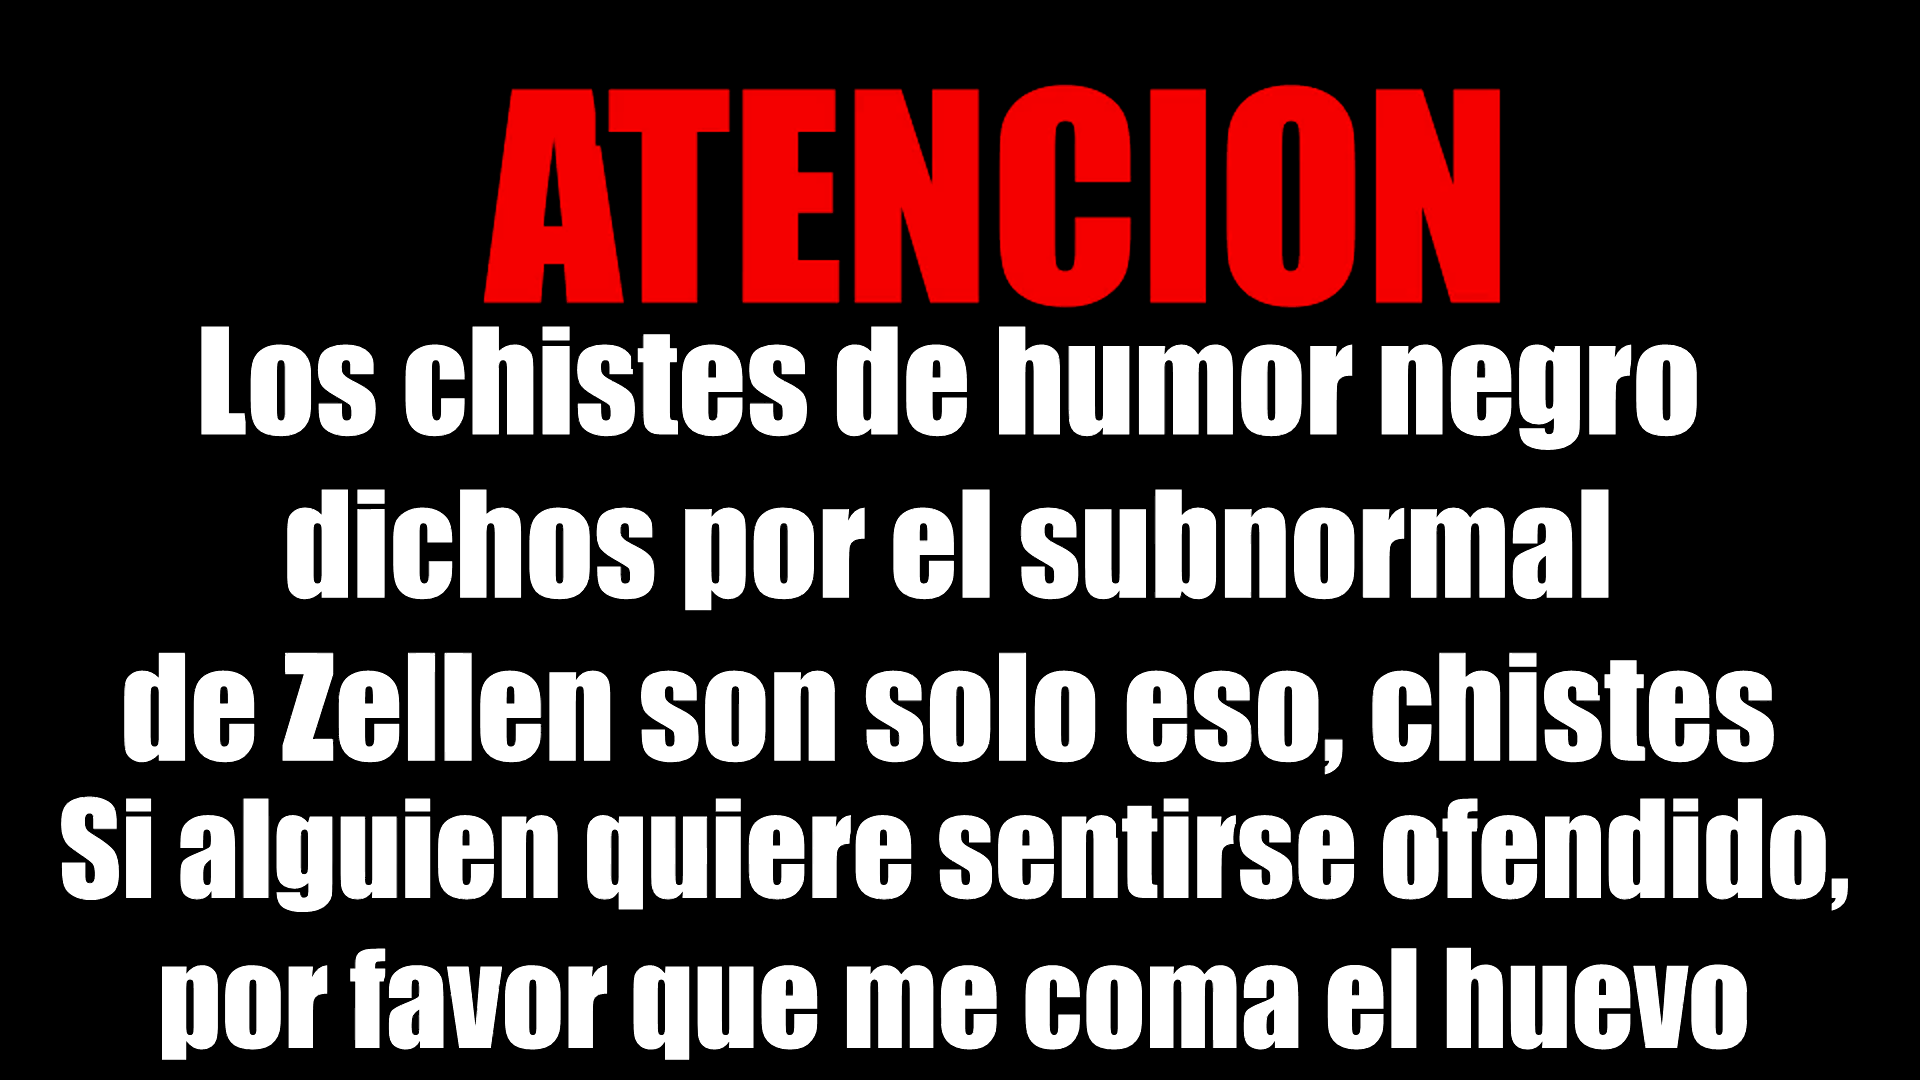 ATENCION
Los chistes de humor negro
dichos por el subnormal
de Zellen son solo eso, chistes
Si alguien quiere sentirse ofendido,
por favor que me coma el huevo